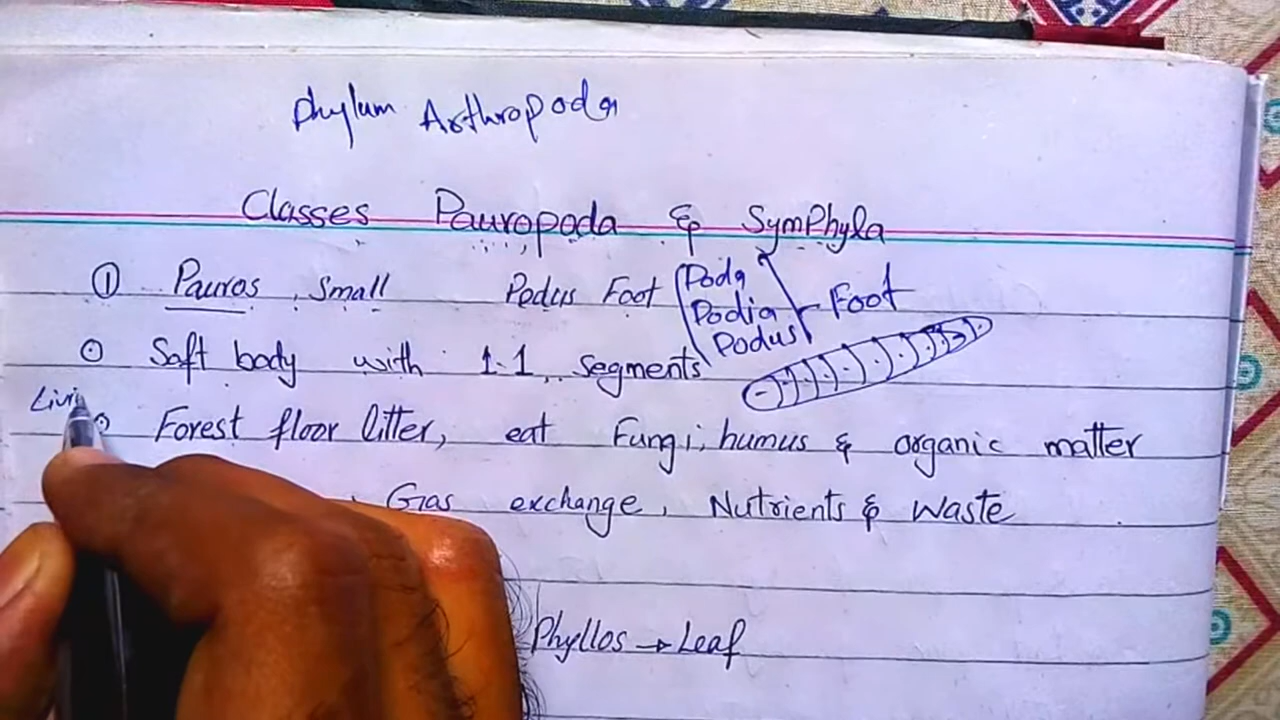 Phylum Arthropoda
Classes Pauropoda & Symphyla
① Pauros, Small Podus Foot Poda Podia Podus Foot
Soft body with 11 segments
Livi
Forest floor litter, eat Fungi, humus & organic matter
Gas exchange, Nutrients & Waste
Phyllos → Leaf